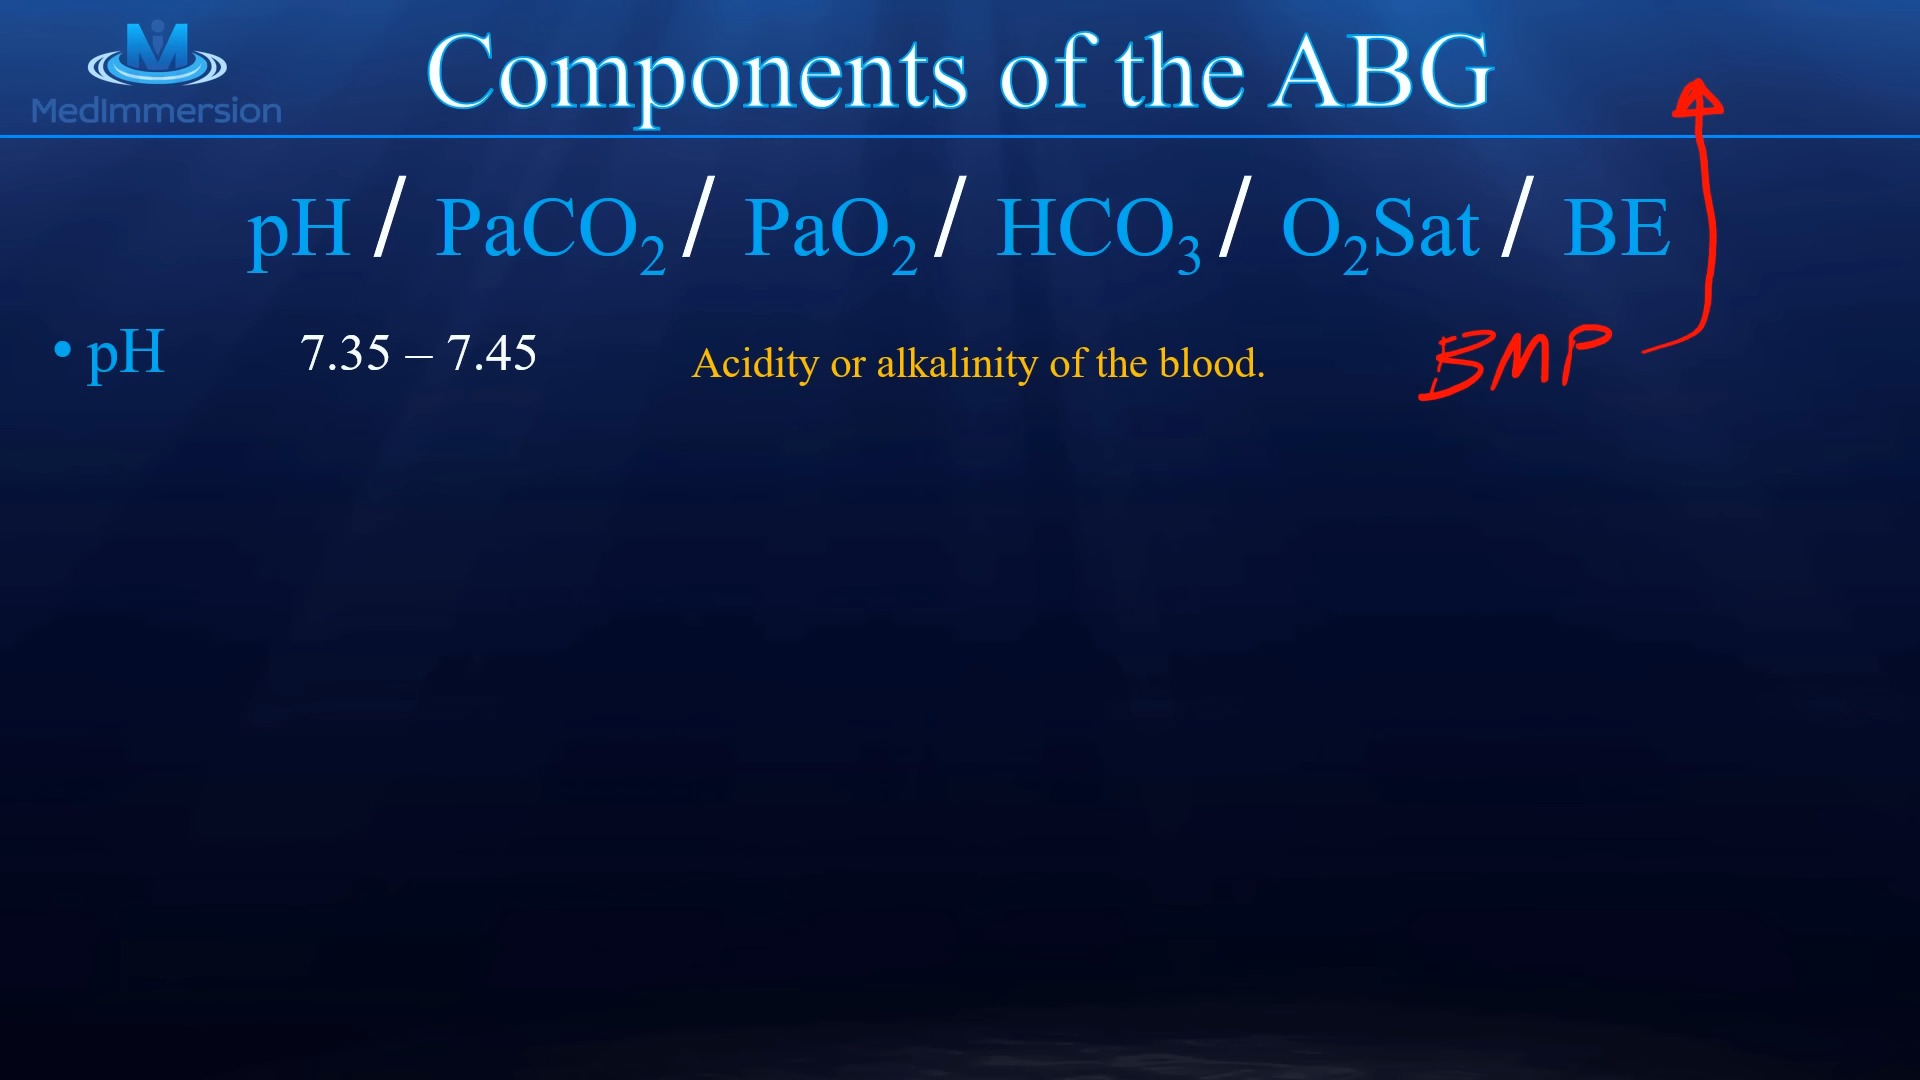 MedImmersion
Components of the ABG
pH / PaCO₂ / PaO₂ / HCO₃ / O₂Sat / BE
• pH 7.35 – 7.45 Acidity or alkalinity of the blood. BMP